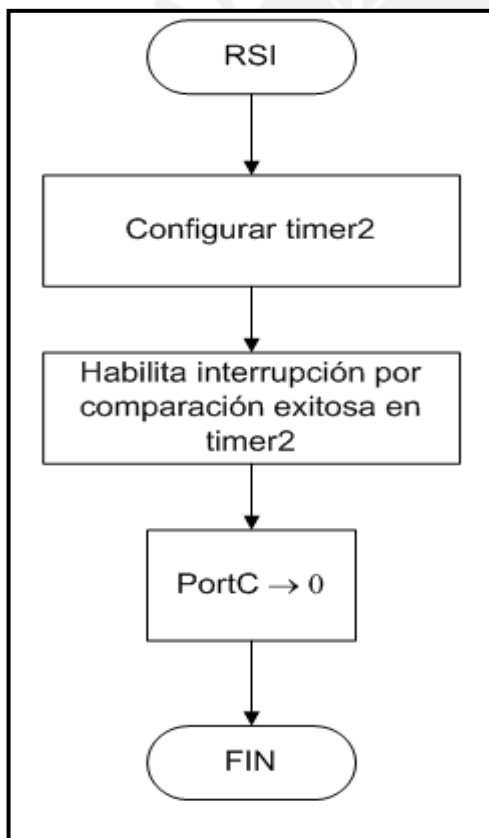 RSI
Configurar timer2
Habilita interrupción por
comparación exitosa en
timer2
PortC → 0
FIN